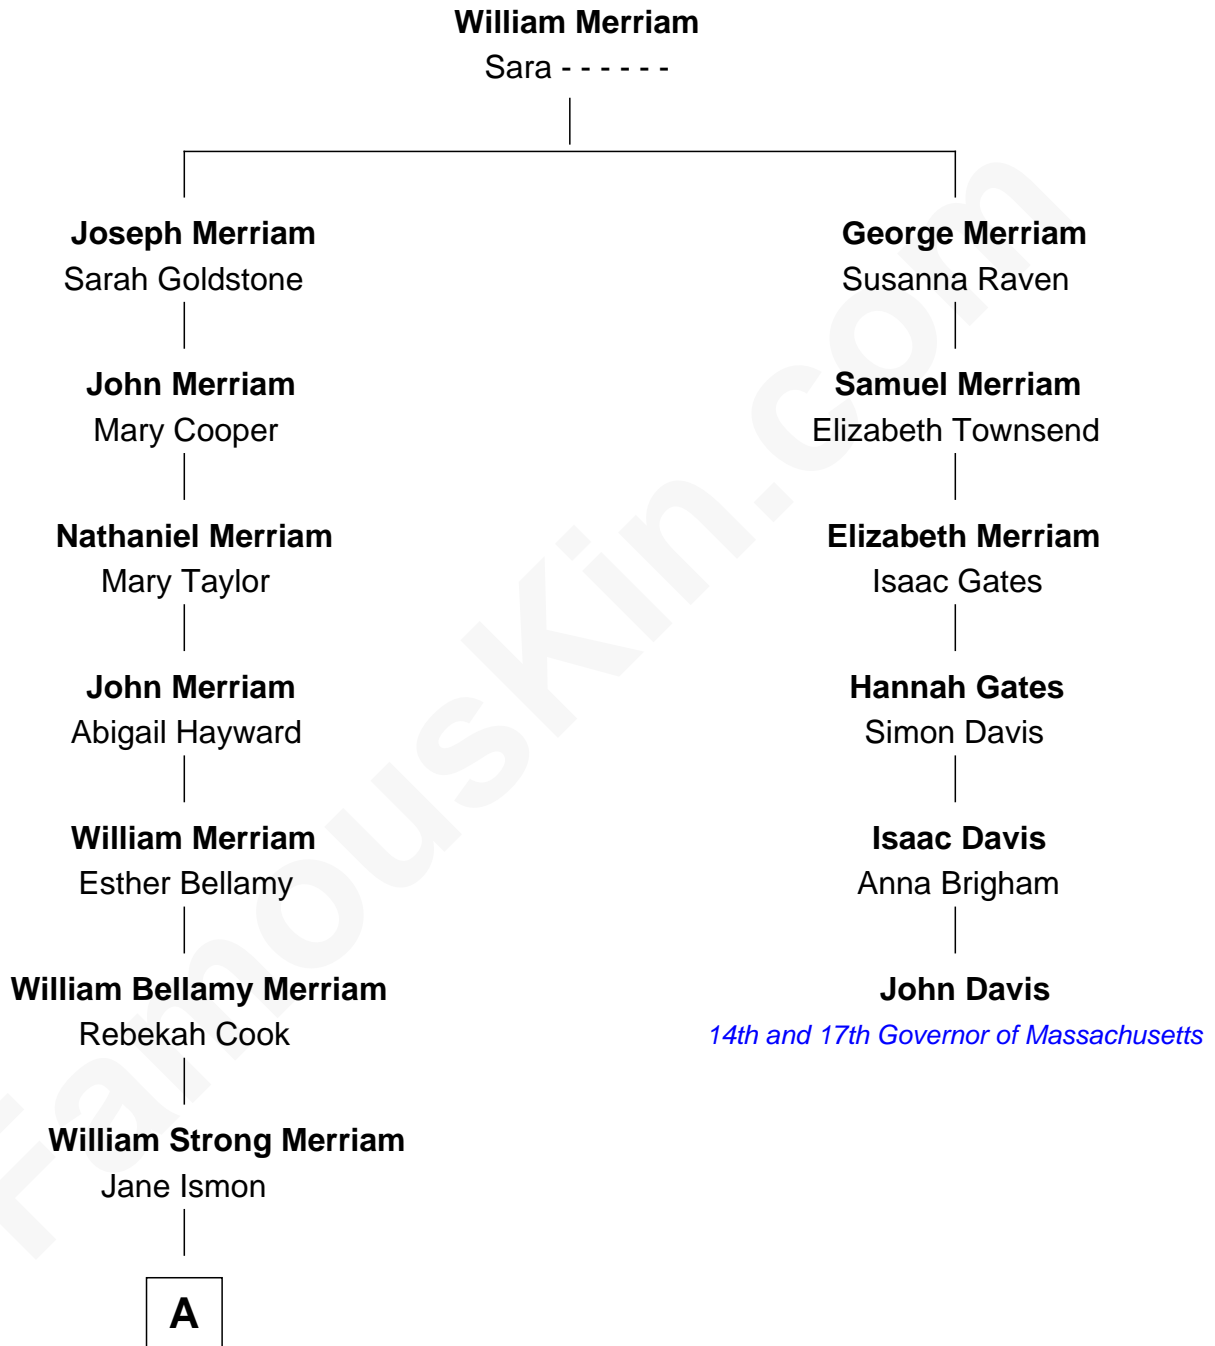 William Merriam
Sara - - - - - -
Joseph Merriam
Sarah Goldstone
John Merriam
Mary Cooper
Nathaniel Merriam
Mary Taylor
John Merriam
Abigail Hayward
William Merriam
Esther Bellamy
William Bellamy Merriam
Rebekah Cook
William Strong Merriam
Jane Ismon
A
George Merriam
Susanna Raven
Samuel Merriam
Elizabeth Townsend
Elizabeth Merriam
Isaac Gates
Hannah Gates
Simon Davis
Isaac Davis
Anna Brigham
John Davis
14th and 17th Governor of Massachusetts
FamousKin.com